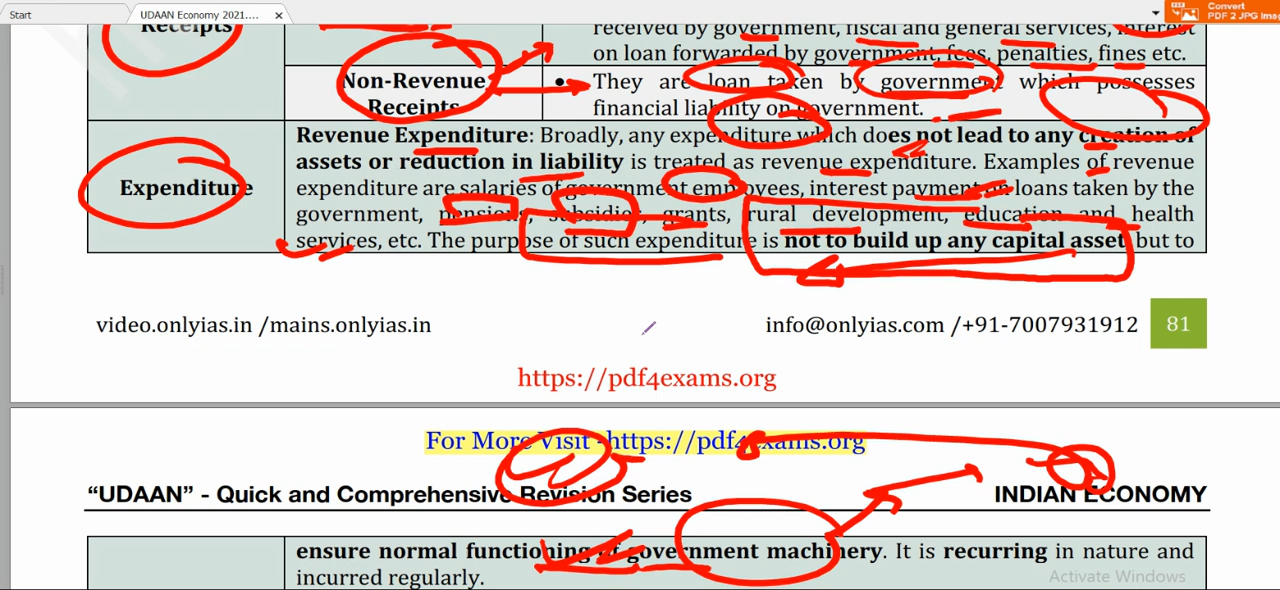 Start
UDAAN Economy 2021....
Convert
PDF 2 JPG Imag
Receipts
received by government, fiscal and general services, interest
on loan forwarded by government, fees, penalties, fines etc.
Non-Revenue
Receipts
• They are loan taken by government which possesses
financial liability on government.
Expenditure
Revenue Expenditure: Broadly, any expenditure which does not lead to any creation of
assets or reduction in liability is treated as revenue expenditure. Examples of revenue
expenditure are salaries of government employees, interest payment on loans taken by the
government, pensions, subsidies, grants, rural development, education and health
services, etc. The purpose of such expenditure is not to build up any capital asset, but to
video.onlyias.in /mains.onlyias.in
info@onlyias.com /+91-7007931912
81
https://pdf4exams.org
For More Visit -https://pdf4exams.org
“UDAAN” - Quick and Comprehensive Revision Series
INDIAN ECONOMY
ensure normal functioning of government machinery. It is recurring in nature and
incurred regularly.
Activate Windows